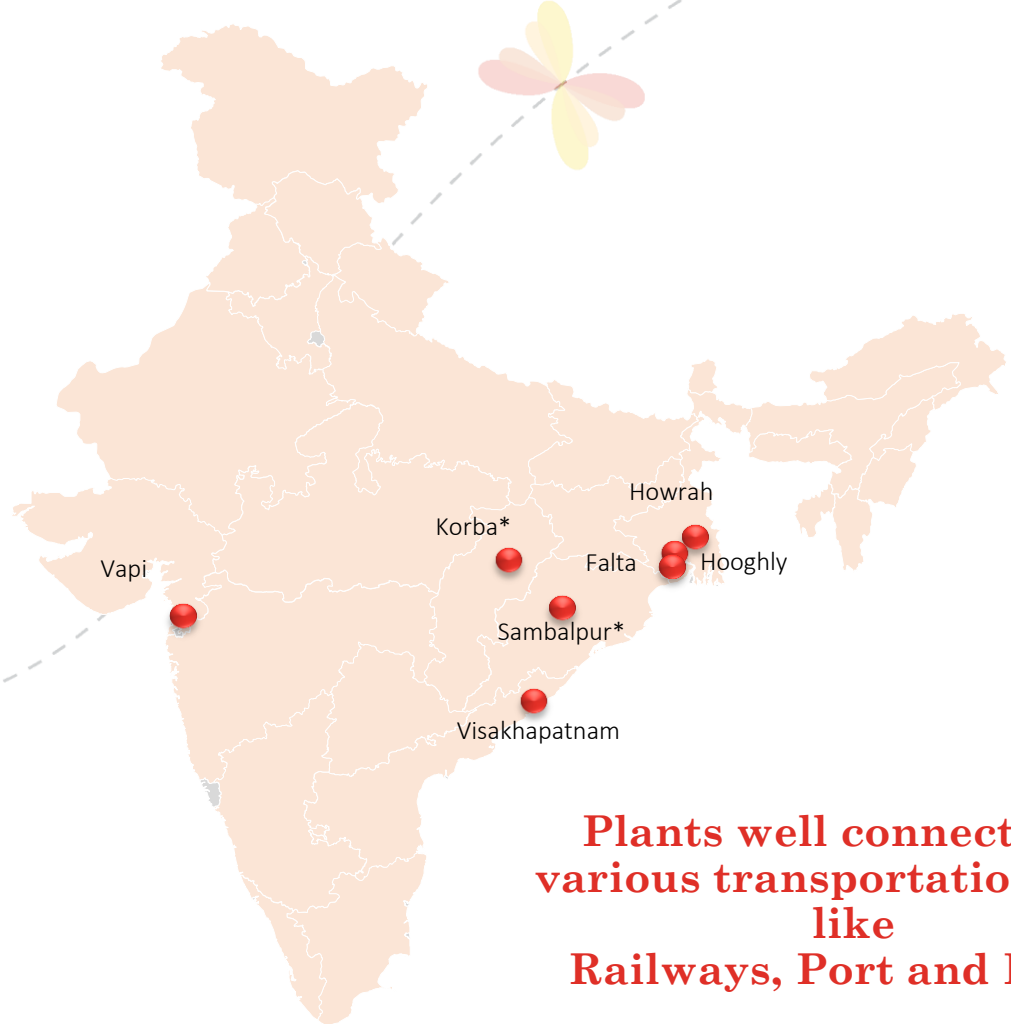 Howrah
Korba*
Falta
Hooghly
Vapi
Sambalpur*
Visakhapatnam
Plants well connect
various transportatio
like
Railways, Port and